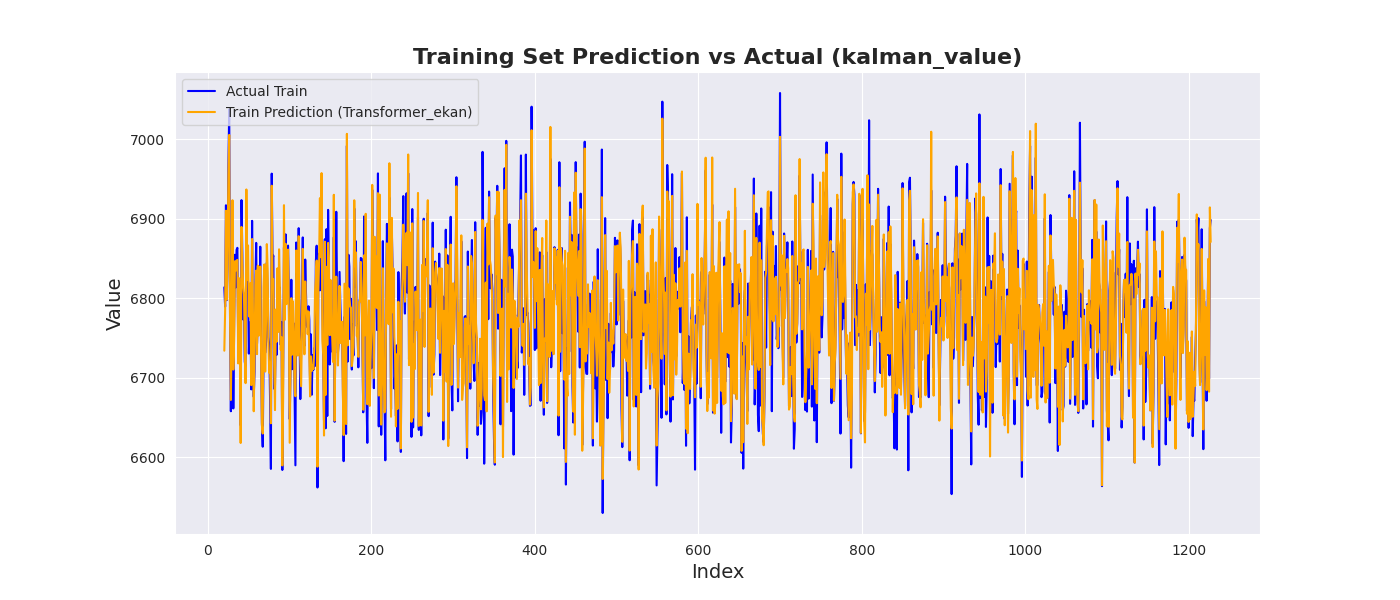 Training Set Prediction vs Actual (kalman_value)
Actual Train
Train Prediction (Transformer_ekan)
Value
7000
6900
6800
6700
6600
0 200 400 600 800 1000 1200
Index